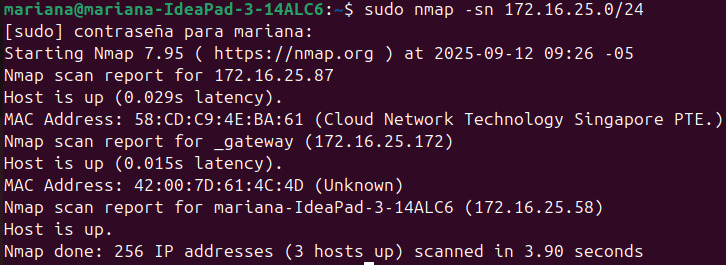 mariana@mariana-IdeaPad-3-14ALC6:~$ sudo nmap -sn 172.16.25.0/24
[sudo] contraseña para mariana:
Starting Nmap 7.95 ( https://nmap.org ) at 2025-09-12 09:26 -05
Nmap scan report for 172.16.25.87
Host is up (0.029s latency).
MAC Address: 58:CD:C9:4E:BA:61 (Cloud Network Technology Singapore PTE.)
Nmap scan report for _gateway (172.16.25.172)
Host is up (0.015s latency).
MAC Address: 42:00:7D:61:4C:4D (Unknown)
Nmap scan report for mariana-IdeaPad-3-14ALC6 (172.16.25.58)
Host is up.
Nmap done: 256 IP addresses (3 hosts up) scanned in 3.90 seconds